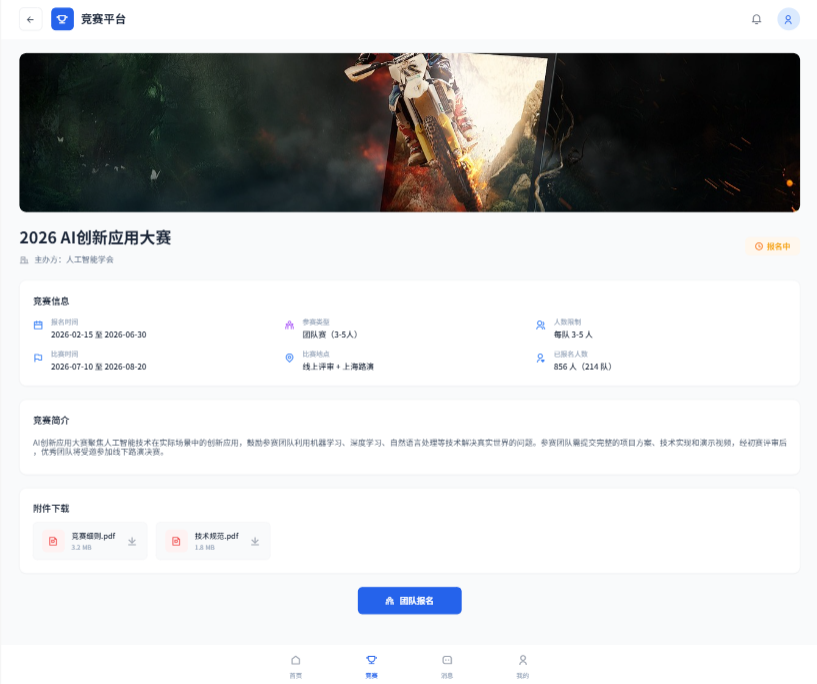 竞赛平台
2026 AI创新应用大赛
主办方：人工智能学会
报名中
竞赛信息
报名时间
2026-02-15 至 2026-06-30
参赛类型
团队赛（3-5人）
人数限制
每队 3-5 人
比赛时间
2026-07-10 至 2026-08-20
比赛地点
线上评审 + 上海路演
已报名人数
856 人（214 队）
竞赛简介
AI创新应用大赛聚焦人工智能技术在实际场景中的创新应用，鼓励参赛团队利用机器学习、深度学习、自然语言处理等技术解决真实世界的问题。参赛团队需提交完整的项目方案、技术实现和演示视频，经初赛评审后
，优秀团队将受邀参加线下路演决赛。
附件下载
竞赛细则.pdf
3.2 MB
技术规范.pdf
1.8 MB
团队报名
首页
竞赛
消息
我的